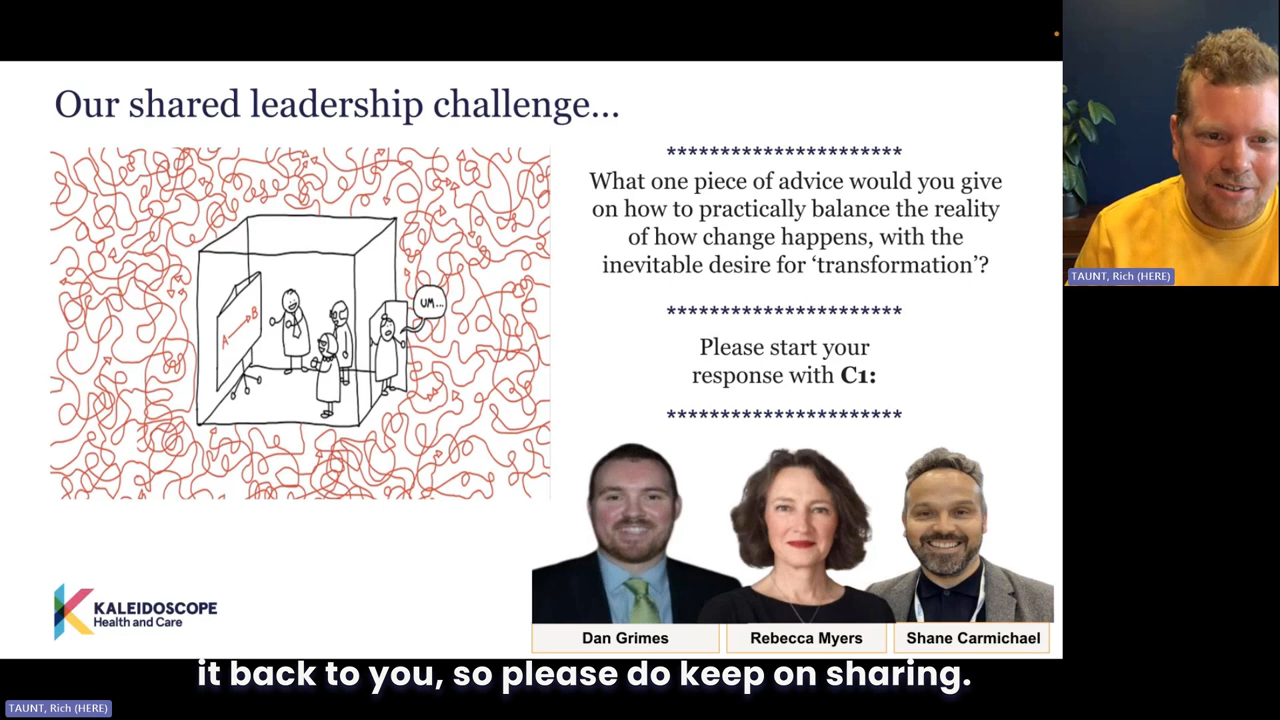 Our shared leadership challenge...
**********************
What one piece of advice would you give
on how to practically balance the reality
of how change happens, with the
inevitable desire for ‘transformation’?
**********************
Please start your
response with C1:
**********************
A
B
UM...
KALEIDOSCOPE
Health and Care
Dan Grimes
Rebecca Myers
Shane Carmichael
TAUNT, Rich (HERE)
it back to you, so please do keep on sharing.
TAUNT, Rich (HERE)